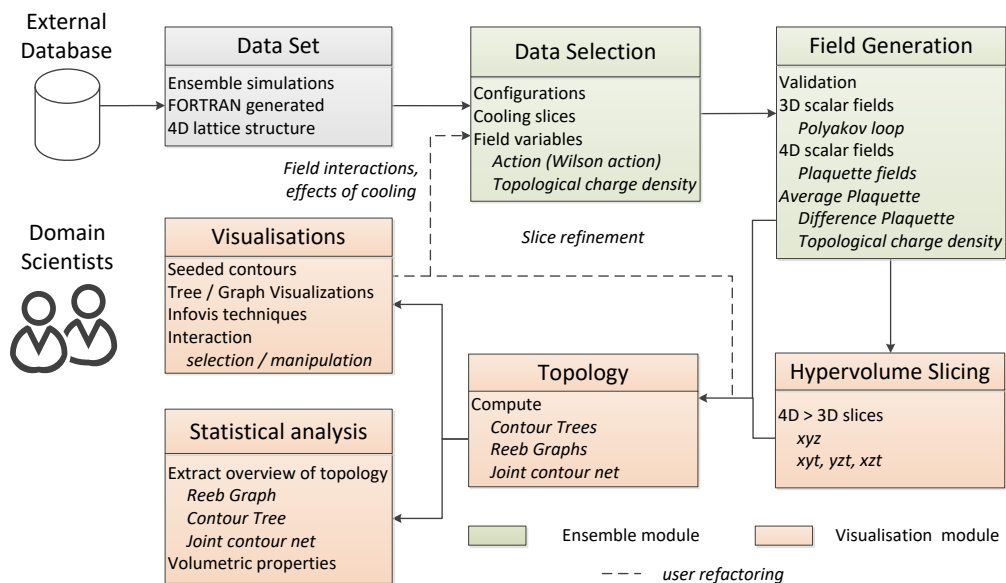 External
Database
Data Set
Ensemble simulations
FORTRAN generated
4D lattice structure
Data Selection
Configurations
Cooling slices
Field variables
Action (Wilson action)
Topological charge density
Field Generation
Validation
3D scalar fields
Polyakov loop
4D scalar fields
Plaquette fields
Average Plaquette
Difference Plaquette
Topological charge density
Field interactions,
effects of cooling
Slice refinement
Domain
Scientists
Visualisations
Seeded contours
Tree / Graph Visualizations
Infovis techniques
Interaction
selection / manipulation
Topology
Compute
Contour Trees
Reeb Graphs
Joint contour net
Hypervolume Slicing
4D > 3D slices
xyz
xyt, yzt, xzt
Statistical analysis
Extract overview of topology
Reeb Graph
Contour Tree
Joint contour net
Volumetric properties
Ensemble module
Visualisation module
user refactoring